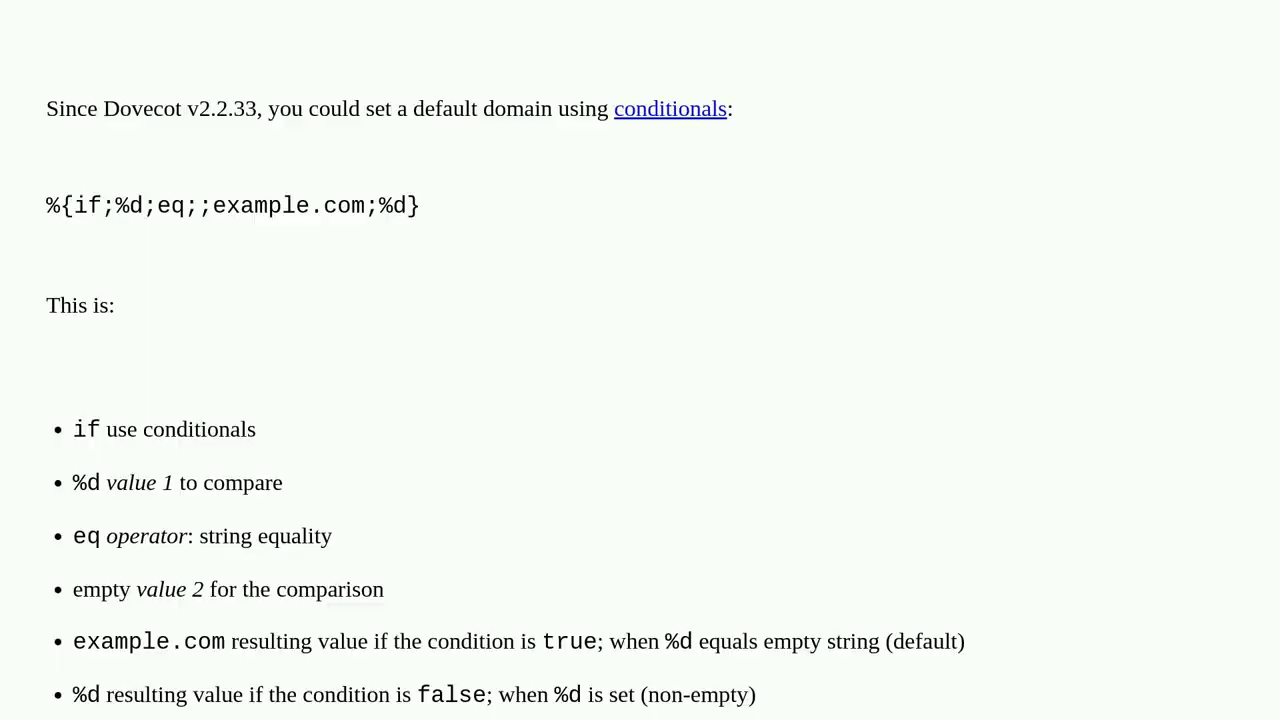 Since Dovecot v2.2.33, you could set a default domain using conditionals:
%{if;%d;eq;;example.com;%d}
This is:
• if use conditionals
• %d value 1 to compare
• eq operator: string equality
• empty value 2 for the comparison
• example.com resulting value if the condition is true; when %d equals empty string (default)
• %d resulting value if the condition is false; when %d is set (non-empty)